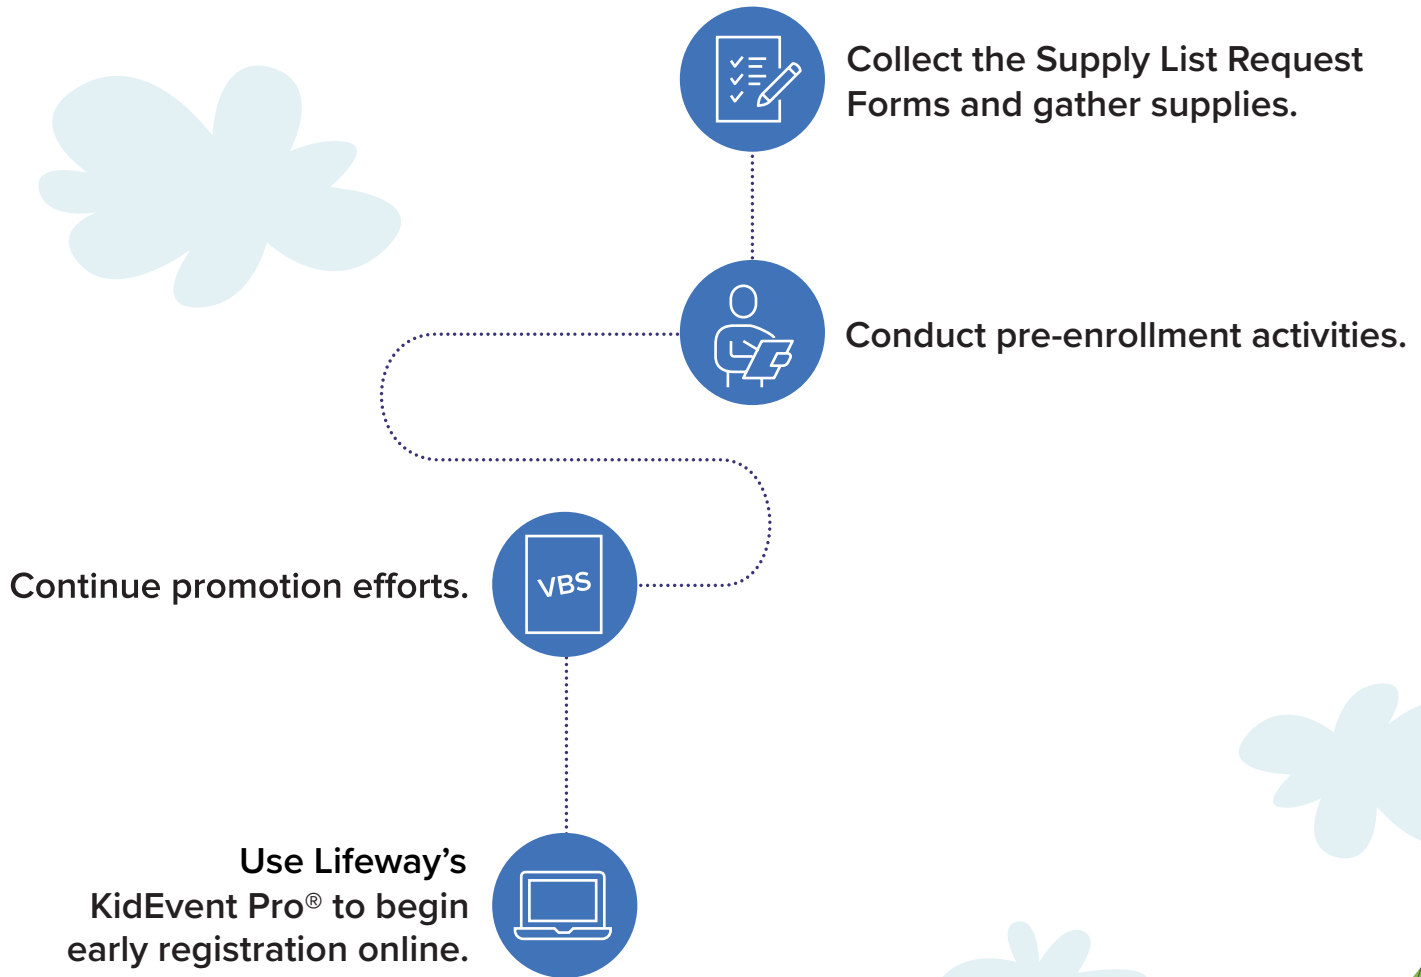 Collect the Supply List Request
Forms and gather supplies.
Conduct pre-enrollment activities.
Continue promotion efforts.
VBS
Use Lifeway’s
KidEvent Pro® to begin
early registration online.